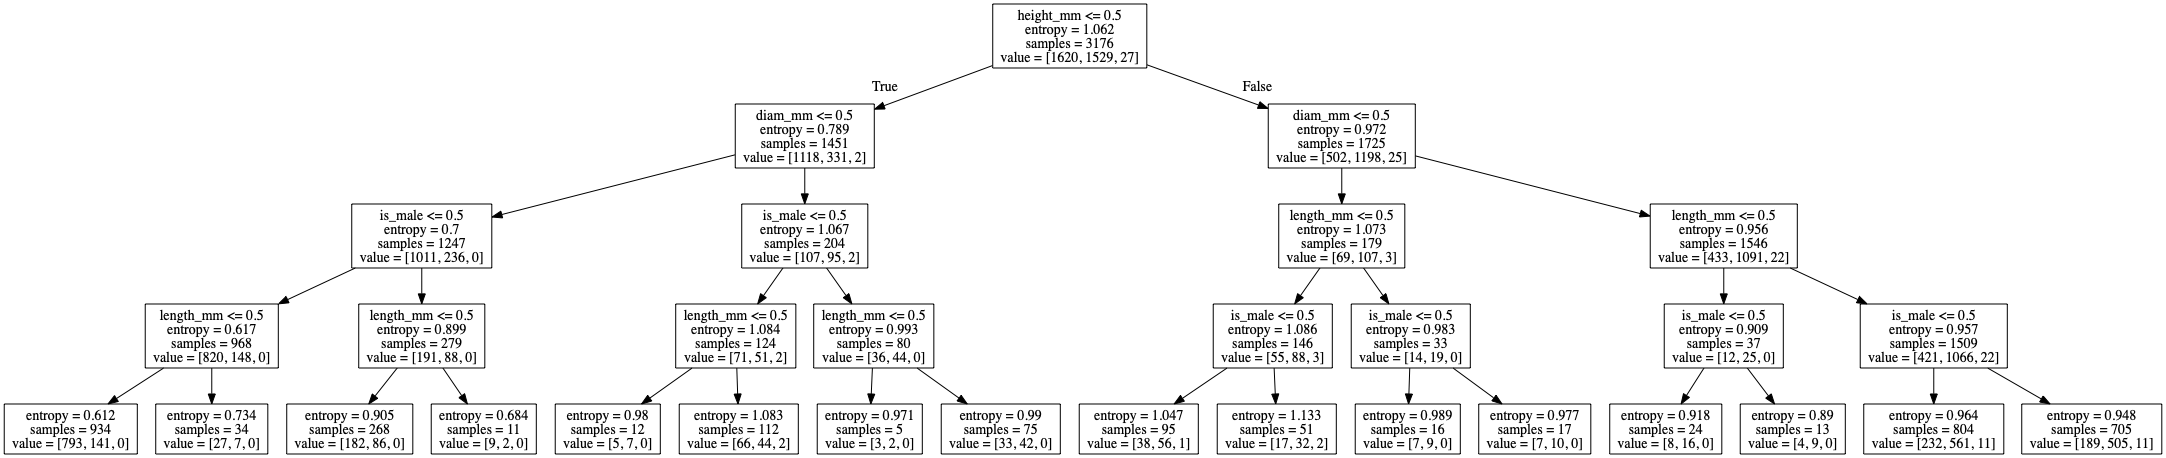 height_mm <= 0.5
entropy = 1.062
samples = 3176
value = [1620, 1529, 27]
True
False
diam_mm <= 0.5
entropy = 0.789
samples = 1451
value = [1118, 331, 2]
diam_mm <= 0.5
entropy = 0.972
samples = 1725
value = [502, 1198, 25]
is_male <= 0.5
entropy = 0.7
samples = 1247
value = [1011, 236, 0]
is_male <= 0.5
entropy = 1.067
samples = 204
value = [107, 95, 2]
length_mm <= 0.5
entropy = 1.073
samples = 179
value = [69, 107, 3]
length_mm <= 0.5
entropy = 0.956
samples = 1546
value = [433, 1091, 22]
length_mm <= 0.5
entropy = 0.617
samples = 968
value = [820, 148, 0]
length_mm <= 0.5
entropy = 0.899
samples = 279
value = [191, 88, 0]
length_mm <= 0.5
entropy = 1.084
samples = 124
value = [71, 51, 2]
length_mm <= 0.5
entropy = 0.993
samples = 80
value = [36, 44, 0]
is_male <= 0.5
entropy = 1.086
samples = 146
value = [55, 88, 3]
is_male <= 0.5
entropy = 0.983
samples = 33
value = [14, 19, 0]
is_male <= 0.5
entropy = 0.909
samples = 37
value = [12, 25, 0]
is_male <= 0.5
entropy = 0.957
samples = 1509
value = [421, 1066, 22]
entropy = 0.612
samples = 934
value = [793, 141, 0]
entropy = 0.734
samples = 34
value = [27, 7, 0]
entropy = 0.905
samples = 268
value = [182, 86, 0]
entropy = 0.684
samples = 11
value = [9, 2, 0]
entropy = 0.98
samples = 12
value = [5, 7, 0]
entropy = 1.083
samples = 112
value = [66, 44, 2]
entropy = 0.971
samples = 5
value = [3, 2, 0]
entropy = 0.99
samples = 75
value = [33, 42, 0]
entropy = 1.047
samples = 95
value = [38, 56, 1]
entropy = 1.133
samples = 51
value = [17, 32, 2]
entropy = 0.989
samples = 16
value = [7, 9, 0]
entropy = 0.977
samples = 17
value = [7, 10, 0]
entropy = 0.918
samples = 24
value = [8, 16, 0]
entropy = 0.89
samples = 13
value = [4, 9, 0]
entropy = 0.964
samples = 804
value = [232, 561, 11]
entropy = 0.948
samples = 705
value = [189, 505, 11]